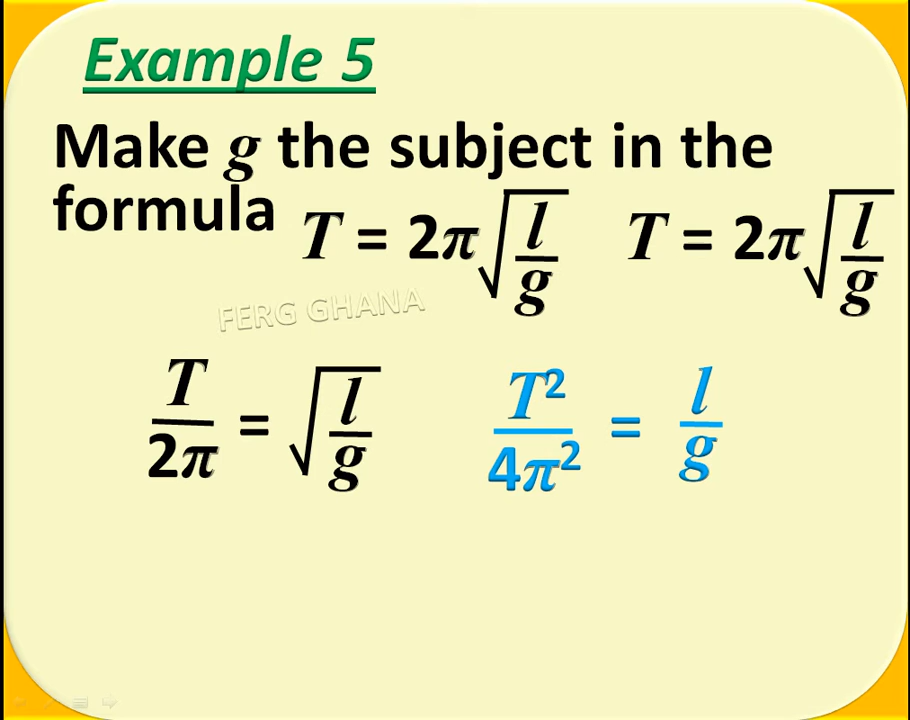 Example 5
Make g the subject in the
formula T = 2π√(l/g) T = 2π√(l/g)
FERG GHANA
T/2π = √(l/g) T²/4π² = l/g